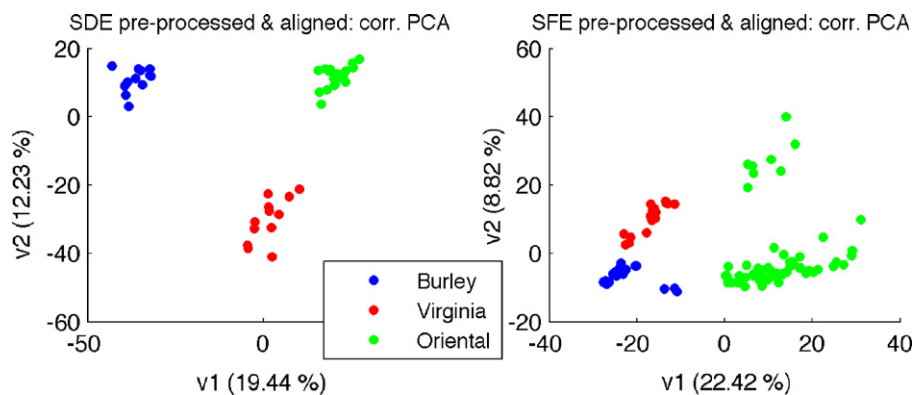 SDE pre-processed & aligned: corr. PCA
20
0
-20
-40
-60
v2 (12.23 %)
-50
0
v1 (19.44 %)
Burley
Virginia
Oriental
SFE pre-processed & aligned: corr. PCA
60
40
20
0
-20
v2 (8.82 %)
-40
-20
0
20
40
v1 (22.42 %)